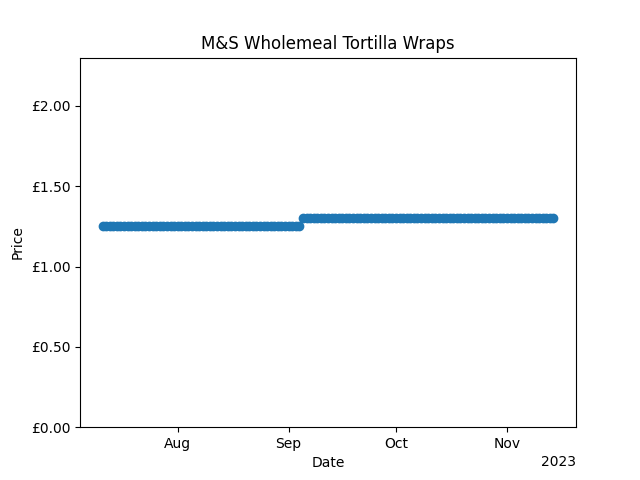 M&S Wholemeal Tortilla Wraps
£2.00
£1.50
£1.00
£0.50
£0.00
Price
Aug Sep Oct Nov
Date
2023